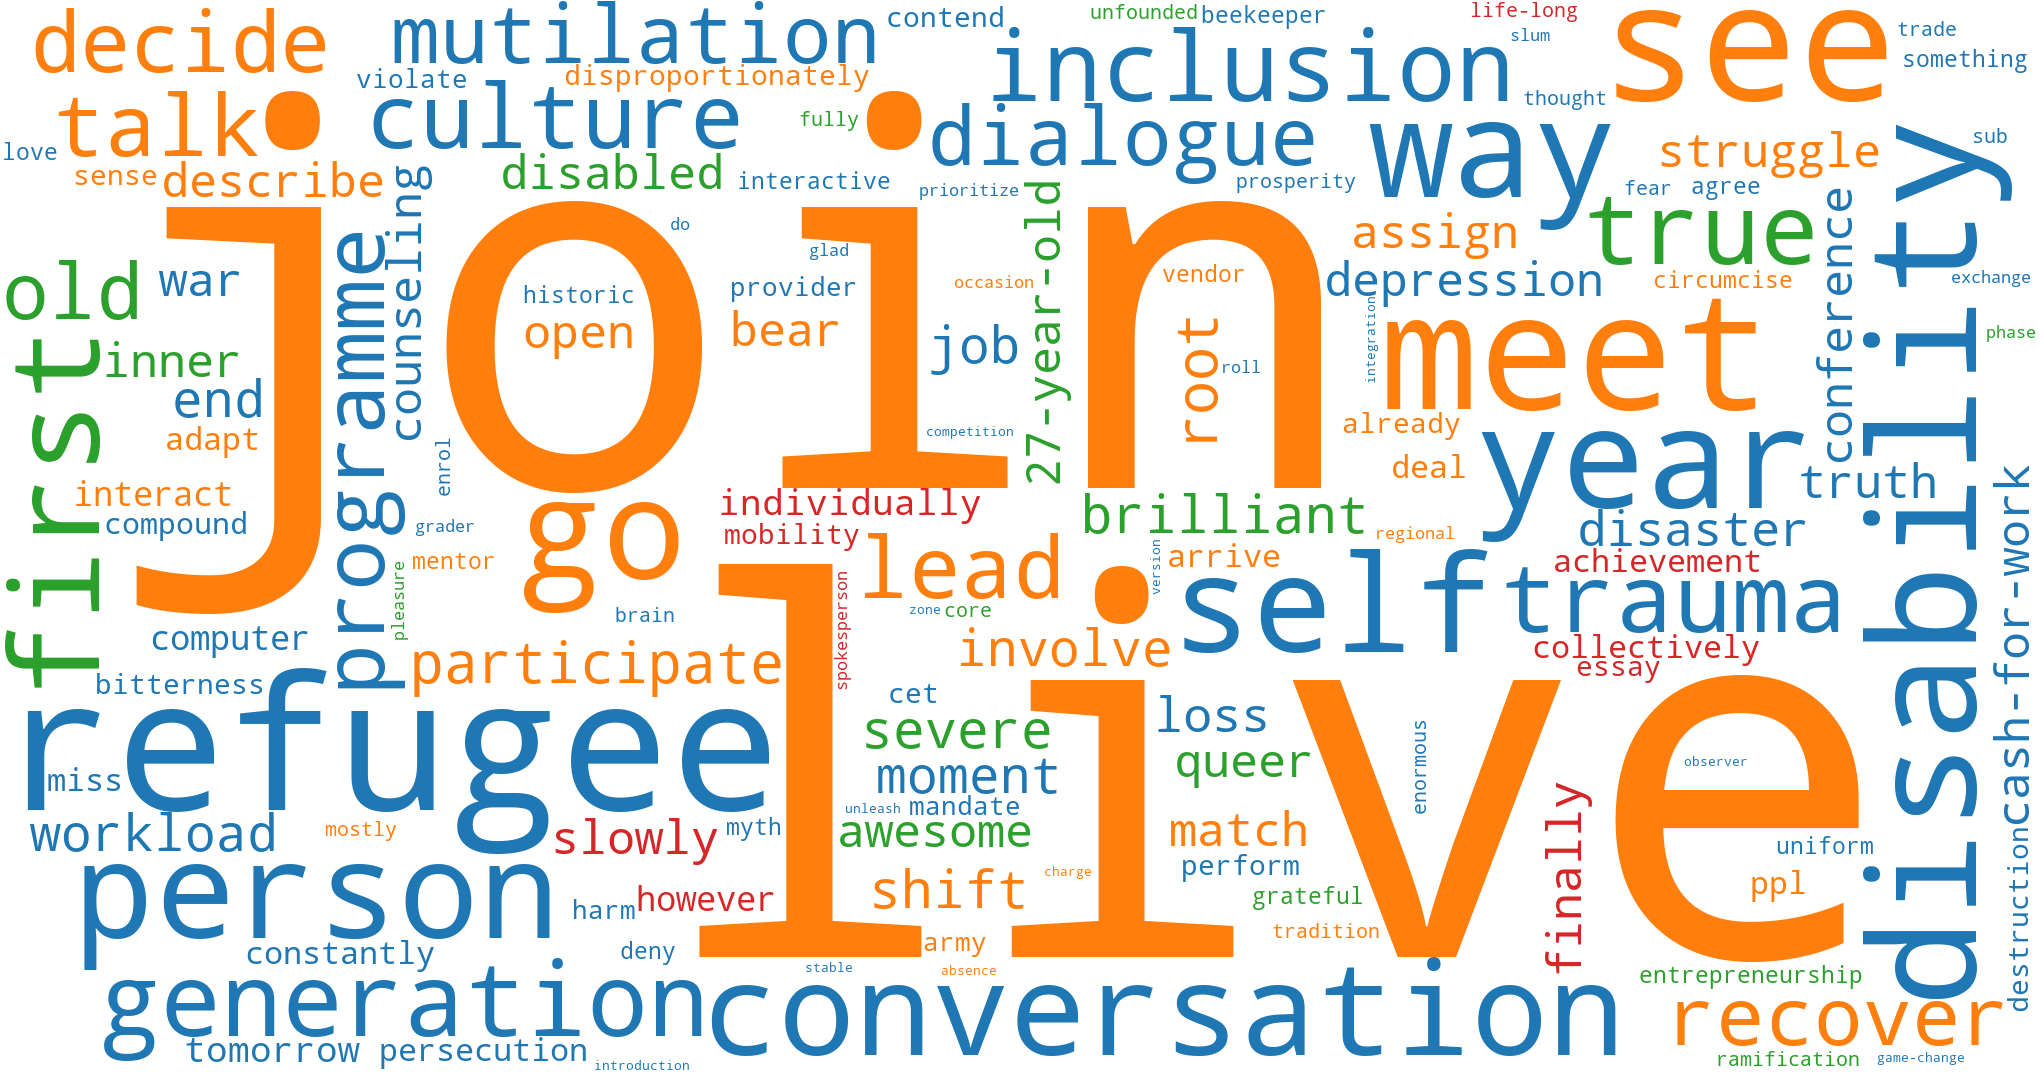 decide
mutilation
contend
unfounded
beekeeper
life-long
see
trade
slum
something
inclusion
violate
disproportionately
talk
culture
fully
dialogue
thought
way
love
sense
describe
disabled
interactive
prioritize
prosperity
struggle
sub
fear
agree
disability
counseling
27-year-old
true
conference
do
join
glad
assign
old
war
programme
historic
provider
occasion
vendor
depression
circumcise
exchange
open
bear
job
root
roll
integration
meet
phase
first
inner
end
adapt
enrol
competition
already
interact
compound
grader
go
individually
mobility
brilliant
deal
year
truth
regional
disaster
cash-for-work
mentor
pleasure
lead
version
arrive
self
achievement
trauma
computer
brain
spokesperson
zone
core
involve
collectively
essay
bitterness
participate
refugee
miss
live
cet
severe
loss
queer
enormous
observer
moment
unleash
mandate
workload
mostly
slowly
myth
awesome
match
finally
uniform
destruction
person
harm
however
shift
charge
perform
grateful
ppl
constantly
deny
army
tradition
stable
absence
entrepreneurship
generation
conversation
recover
tomorrow
persecution
introduction
ramification
game-change